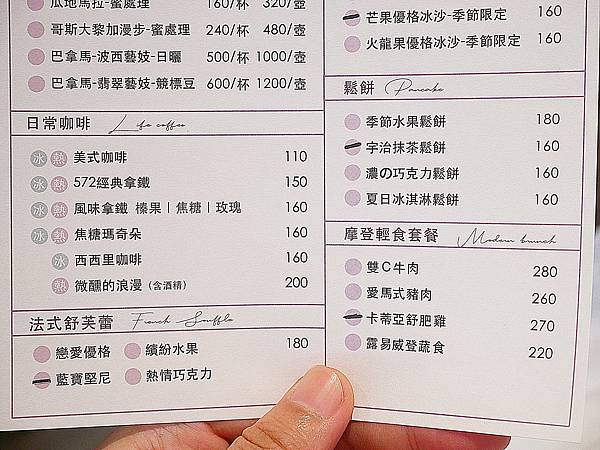 瓜地馬拉-蜜處理 160/杯 320/壺
哥斯大黎加漫步-蜜處理 240/杯 480/壺
巴拿馬-波西藝妓-日曬 500/杯 1000/壺
巴拿馬-翡翠藝妓-競標豆 600/杯 1200/壺
日常咖啡 Life coffee
冰 熱 美式咖啡 110
冰 熱 572經典拿鐵 150
冰 熱 風味拿鐵 榛果|焦糖|玫瑰 160
冰 熱 焦糖瑪奇朵 160
冰 西西里咖啡 160
熱 微醺的浪漫 (含酒精) 200
法式舒芙蕾 French Souffle
戀愛優格 繽紛水果 180
藍寶堅尼 熱情巧克力
芒果優格冰沙-季節限定 160
火龍果優格冰沙-季節限定 160
鬆餅 Pancake
季節水果鬆餅 180
宇治抹茶鬆餅 160
濃の巧克力鬆餅 160
夏日冰淇淋鬆餅 160
摩登輕食套餐 Modern brunch
雙C牛肉 280
愛馬式豬肉 260
卡蒂亞舒肥雞 270
露易威登蔬食 220